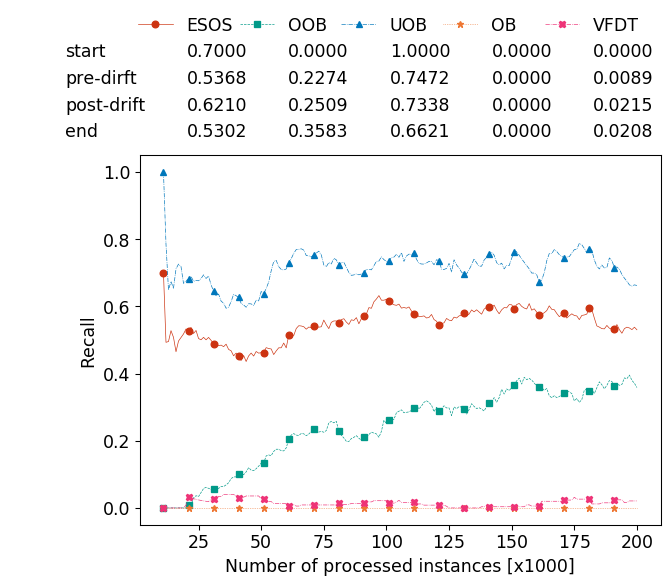 ESOS OOB UOB OB VFDT
start 0.7000 0.0000 1.0000 0.0000 0.0000
pre-dirft 0.5368 0.2274 0.7472 0.0000 0.0089
post-drift 0.6210 0.2509 0.7338 0.0000 0.0215
end 0.5302 0.3583 0.6621 0.0000 0.0208
1.0
0.8
0.6
0.4
0.2
0.0
Recall
25 50 75 100 125 150 175 200
Number of processed instances [x1000]